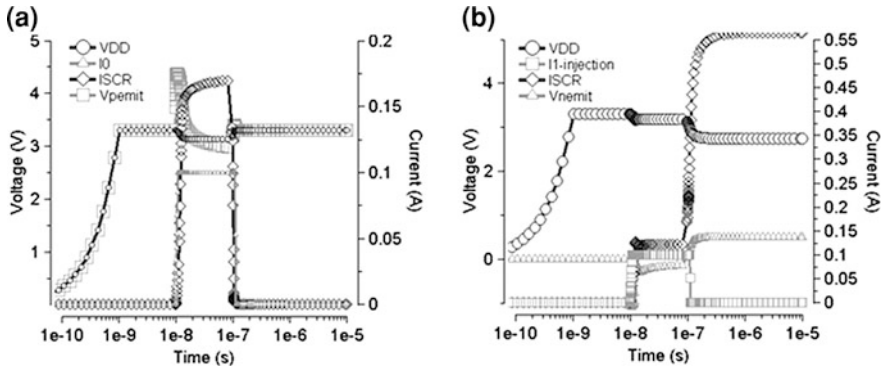 (a)
VDD
I0
ISCR
Vpemit
Voltage (V)
5
4
3
2
1
0.2
0.15
0.1
0.05
0
Current (A)
1e-10 1e-9 1e-8 1e-7 1e-6 1e-5
Time (s)
(b)
VDD
I1-injection
ISCR
Vnemit
Voltage (V)
4
2
0
0.55
0.5
0.45
0.4
0.35
0.3
0.25
0.2
0.15
0.1
0.05
0
Current (A)
1e-10 1e-9 1e-8 1e-7 1e-6 1e-5
Time (s)